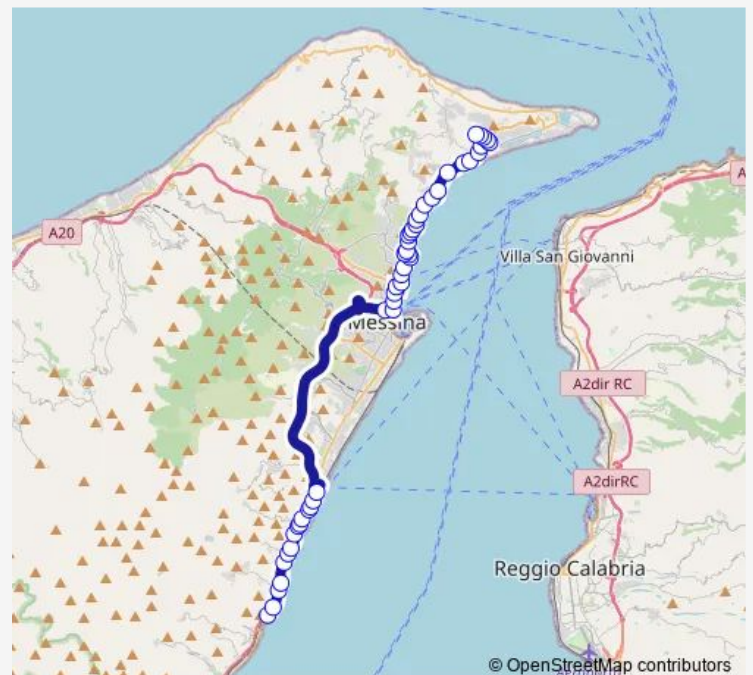 A20
Villa San Giovanni
Messina
A2dir RC
A2dirRC
Reggio Calabria
© OpenStreetMap contributors